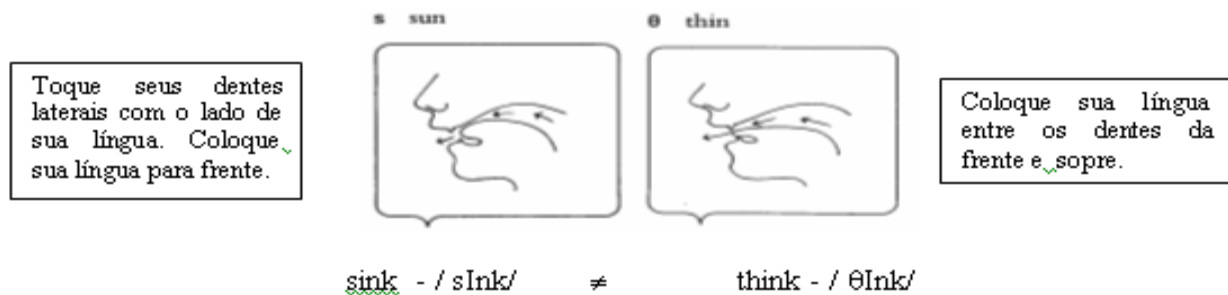 s sun
θ thin
Toque seus dentes
laterais com o lado de
sua língua. Coloque
sua língua para frente.
Coloque sua língua
entre os dentes da
frente e sopre.
sink - / sInk/ ≠ think - / θInk/